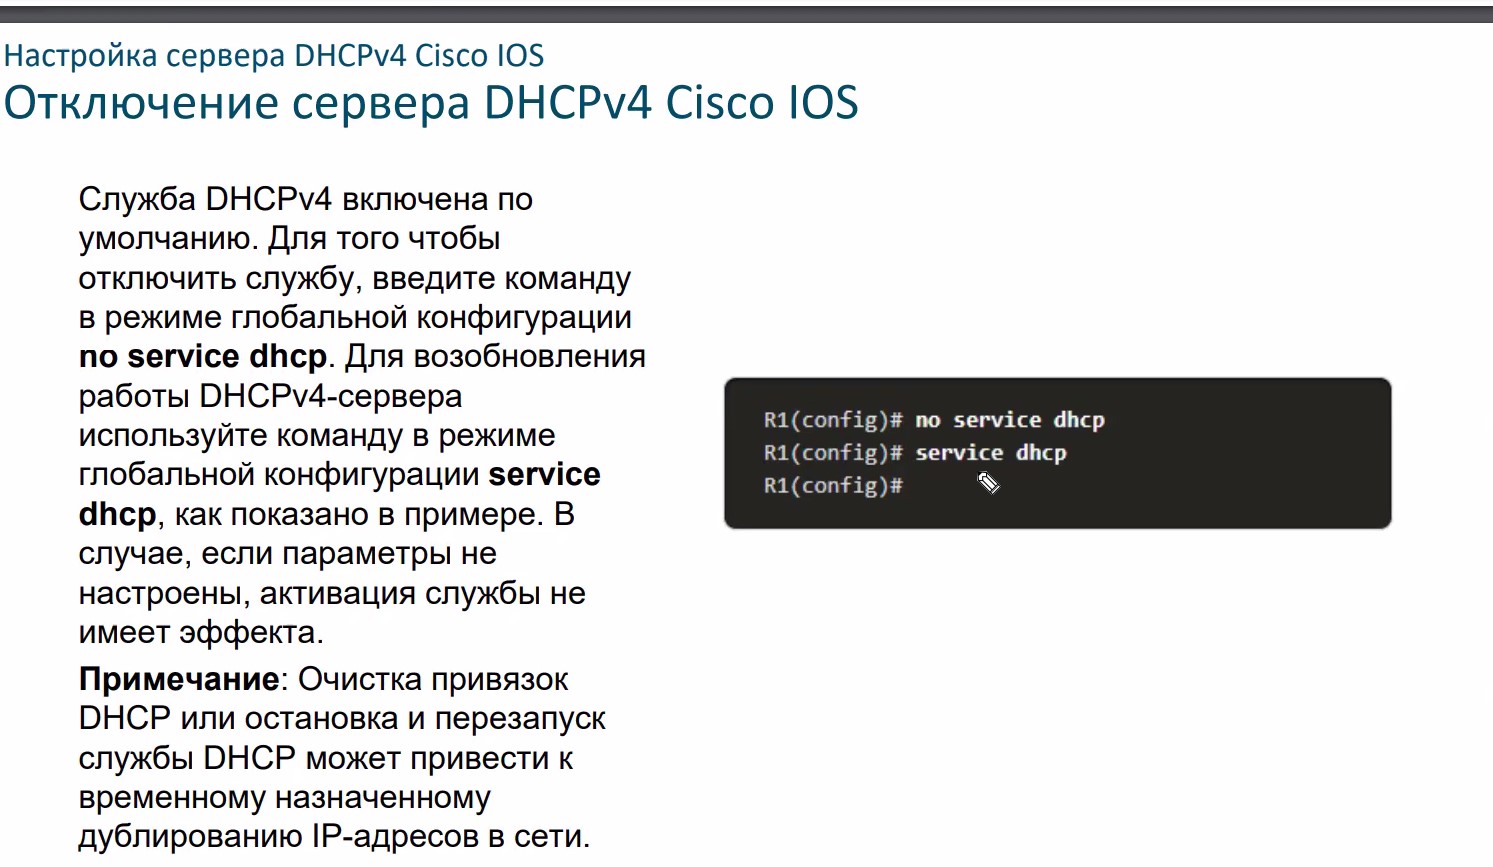 Настройка сервера DHCPv4 Cisco IOS
Отключение сервера DHCPv4 Cisco IOS
Служба DHCPv4 включена по
умолчанию. Для того чтобы
отключить службу, введите команду
в режиме глобальной конфигурации
no service dhcp. Для возобновления
работы DHCPv4-сервера
используйте команду в режиме
глобальной конфигурации service
dhcp, как показано в примере. В
случае, если параметры не
настроены, активация службы не
имеет эффекта.
Примечание: Очистка привязок
DHCP или остановка и перезапуск
службы DHCP может привести к
временному назначенному
дублированию IP-адресов в сети.
R1(config)# no service dhcp
R1(config)# service dhcp
R1(config)#